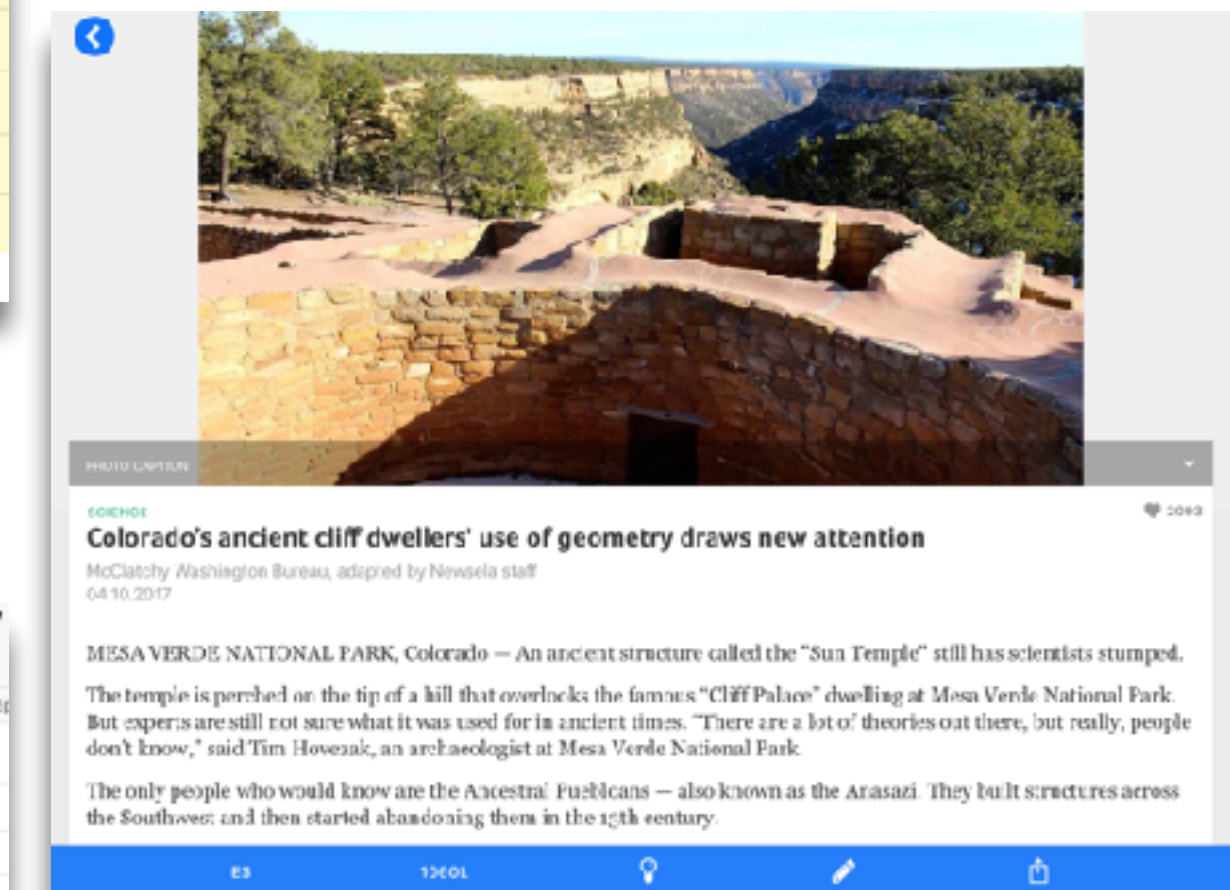 PHOTO CAPTION
SCIENCE
Colorado's ancient cliff dwellers' use of geometry draws new attention
McClatchy Washington Bureau, adapted by Newsela staff
04.10.2017
MESA VERDE NATIONAL PARK, Colorado — An ancient structure called the "Sun Temple" still has scientists stumped.
The temple is perched on the tip of a hill that overlooks the famous "Cliff Palace" dwelling at Mesa Verde National Park.
But experts are still not sure what it was used for in ancient times. "There are a lot of theories out there, but really, people
don't know," said Tim Hovezak, an archaeologist at Mesa Verde National Park.
The only people who would know are the Ancestral Puebloans — also known as the Anasazi. They built structures across
the Southwest and then started abandoning them in the century.